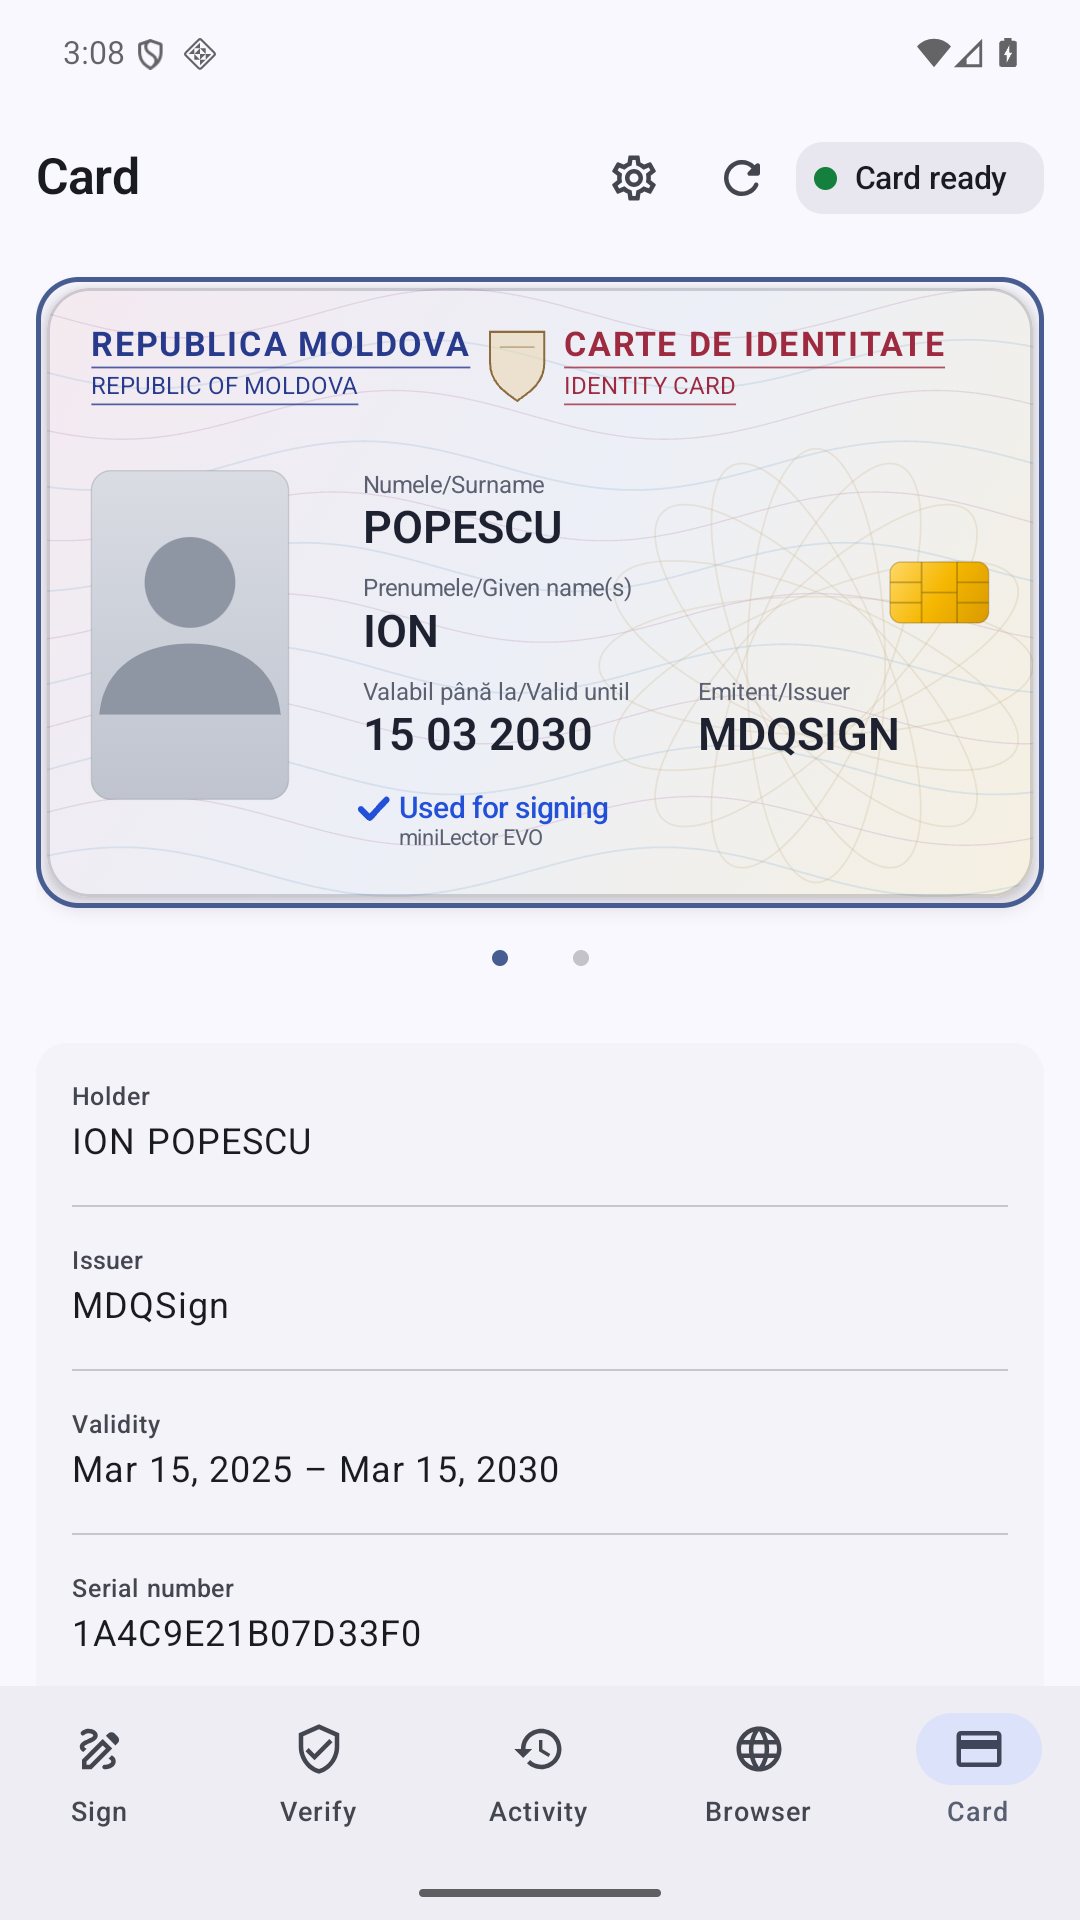 3:08
Card
Card ready
REPUBLICA MOLDOVA
REPUBLIC OF MOLDOVA
CARTE DE IDENTITATE
IDENTITY CARD
Numele/Surname
POPESCU
Prenumele/Given name(s)
ION
Valabil până la/Valid until
15 03 2030
Emitent/Issuer
MDQSIGN
Used for signing
miniLector EVO
Holder
ION POPESCU
Issuer
MDQSign
Validity
Mar 15, 2025 – Mar 15, 2030
Serial number
1A4C9E21B07D33F0
Sign
Verify
Activity
Browser
Card